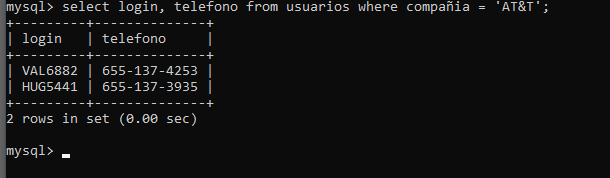 mysql> select login, telefono from usuarios where compañia = 'AT&T';
+---------+--------------+
| login   | telefono     |
+---------+--------------+
| VAL6882 | 655-137-4253 |
| HUG5441 | 655-137-3935 |
+---------+--------------+
2 rows in set (0.00 sec)
mysql> _